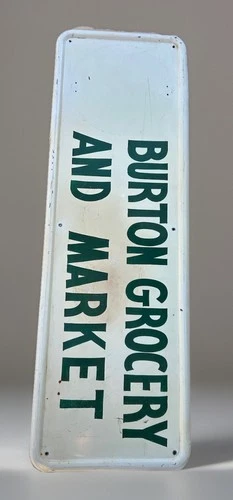 BURTON GROCERY
AND MARKET